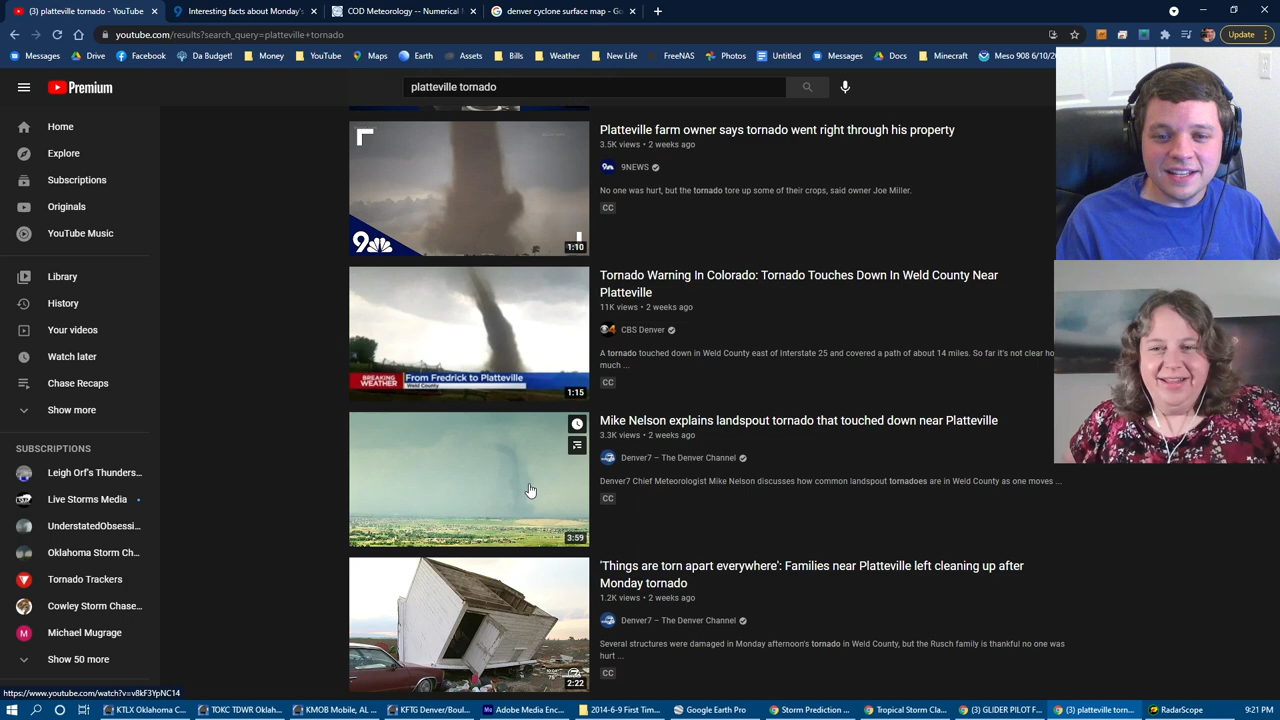 (3) platteville tornado - YouTube
Interesting facts about Monday's
COD Meteorology -- Numerical
denver cyclone surface map - Go
youtube.com/results?search_query=platteville+tornado
Update
Messages
Drive
Facebook
Da Budget!
Weather
YouTube
Maps
Earth
Assets
Bills
Weather
New Life
FreeNAS
Photos
Untitled
Messages
Docs
Minecraft
Meso 908 6/10/20
Premium
platteville tornado
Home
Explore
Subscriptions
Originals
YouTube Music
Library
History
Your videos
Watch later
Chase Recaps
Show more
SUBSCRIPTIONS
Leigh Orf's Thunders...
Live Storms Media
UnderstatedObsessi...
Oklahoma Storm Ch...
Tornado Trackers
Cowley Storm Chase...
M Michael Mugrage
Show 50 more
9
1:10
Platteville farm owner says tornado went right through his property
3.5K views • 2 weeks ago
9NEWS
No one was hurt, but the tornado tore up some of their crops, said owner Joe Miller.
CC
BREAKING WEATHER
From Fredrick to Platteville
Weld County
1:15
Tornado Warning In Colorado: Tornado Touches Down In Weld County Near
Platteville
11K views • 2 weeks ago
CBS Denver
A tornado touched down in Weld County east of Interstate 25 and covered a path of about 14 miles. So far it's not clear ho
much ...
CC
3:59
Mike Nelson explains landspout tornado that touched down near Platteville
3.3K views • 2 weeks ago
Denver7 – The Denver Channel
Denver7 Chief Meteorologist Mike Nelson discusses how common landspout tornadoes are in Weld County as one moves ...
CC
2:22
'Things are torn apart everywhere': Families near Platteville left cleaning up after
Monday tornado
1.2K views • 2 weeks ago
Denver7 – The Denver Channel
Several structures were damaged in Monday afternoon's tornado in Weld County, but the Rusch family is thankful no one was
hurt ...
CC
https://www.youtube.com/watch?v=v8kF3YpNC14
KTLX Oklahoma C...
TOKC TDWR Oklah...
KMOB Mobile, AL ...
KFTG Denver/Boul...
Adobe Media Enc...
2014-6-9 First Tim...
Google Earth Pro
Storm Prediction ...
Tropical Storm Cla...
(3) GLIDER PILOT F...
(3) platteville torn...
RadarScope
9:21 PM